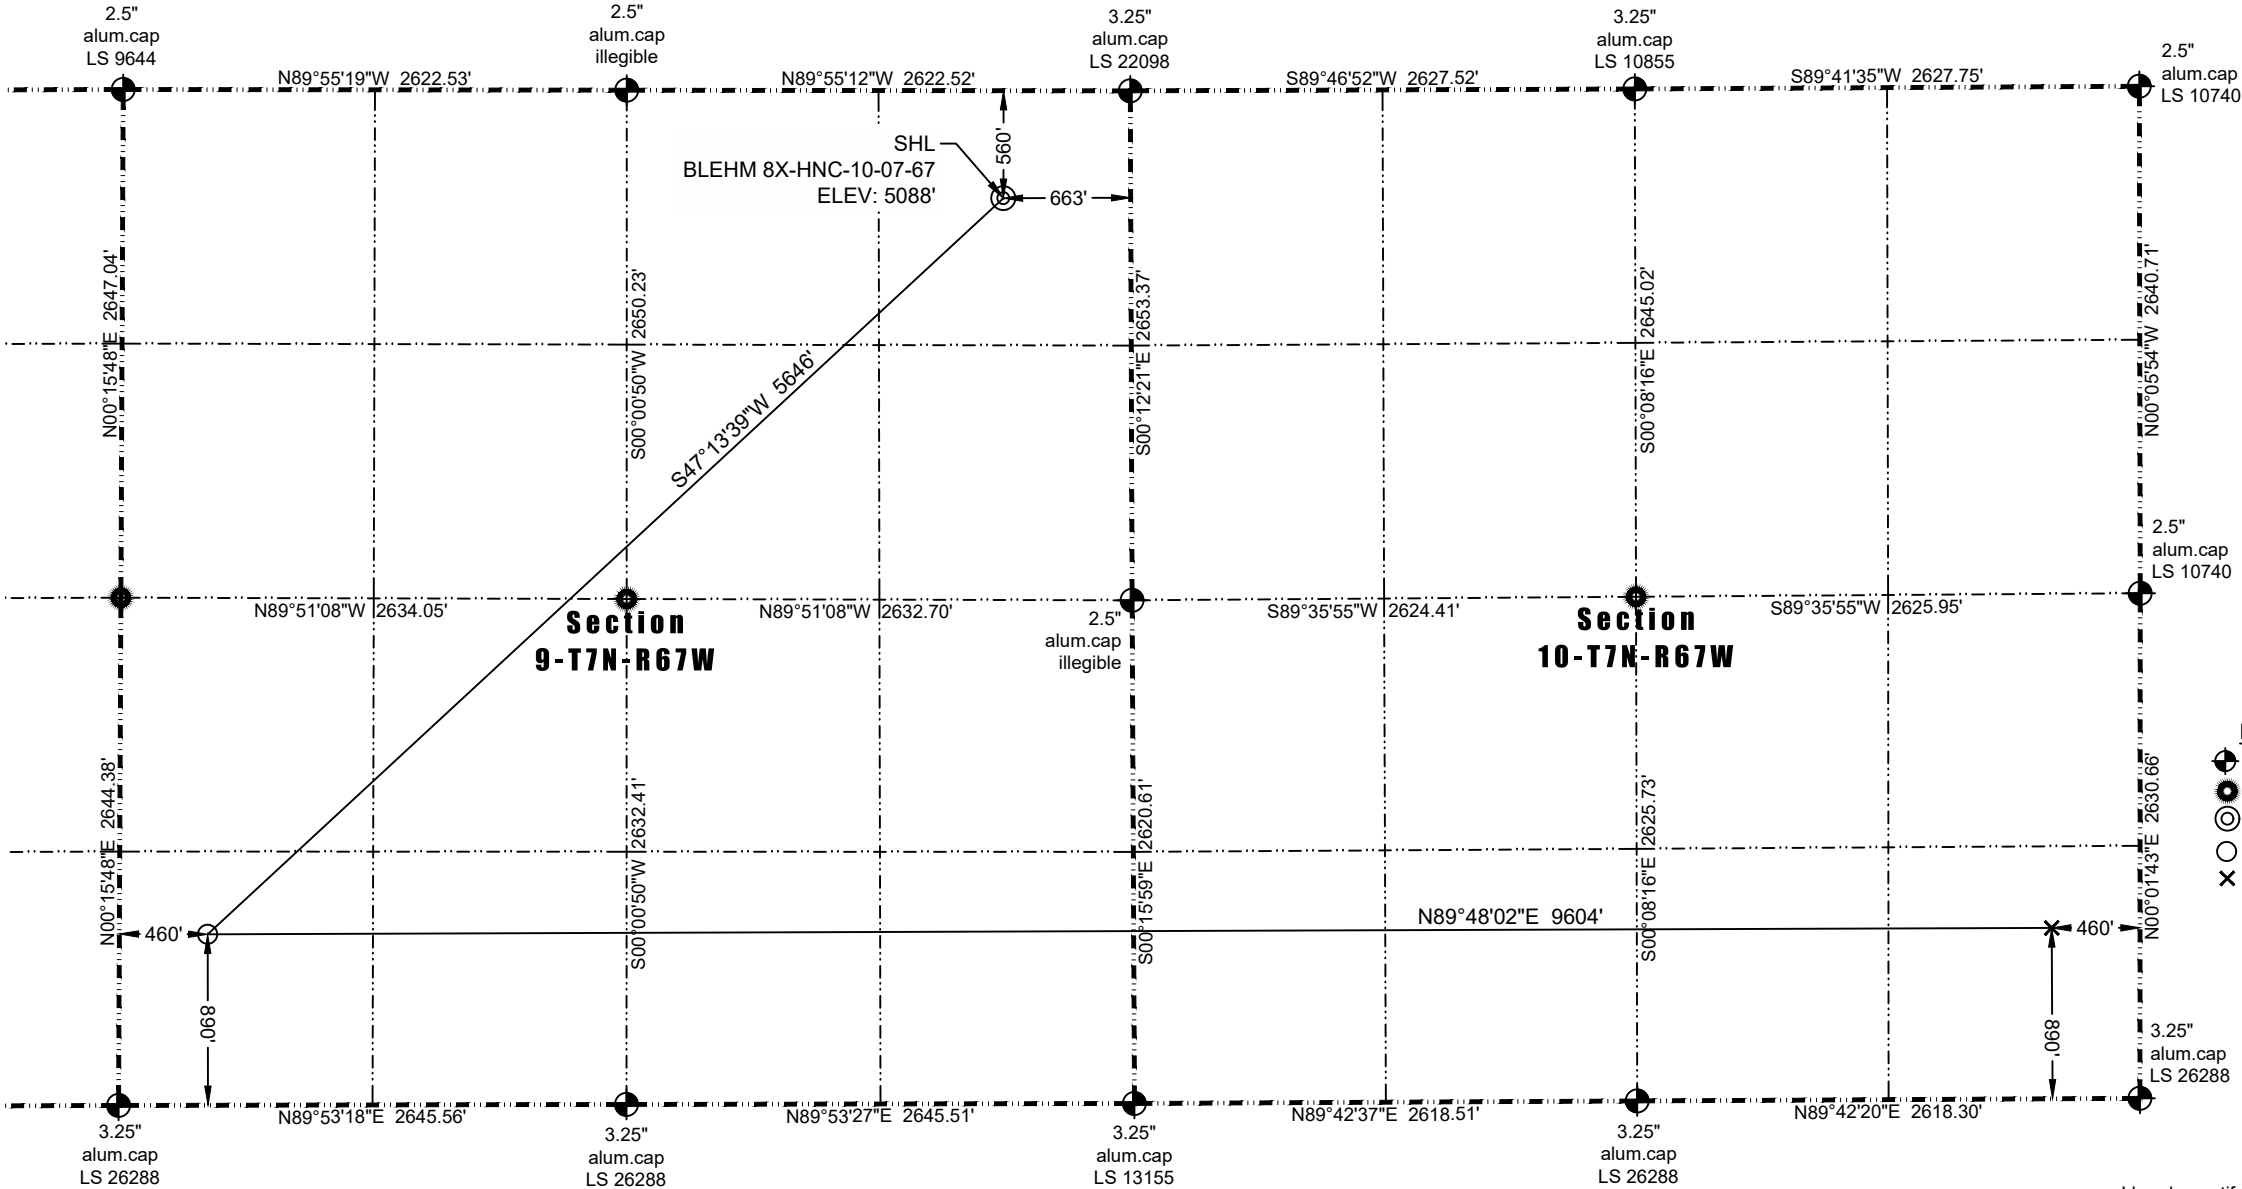 2.5"
alum.cap
LS 9644
2.5"
alum.cap
illegible
3.25"
alum.cap
LS 22098
3.25"
alum.cap
LS 10855
2.5"
alum.cap
LS 10740
N89°55'19"W 2622.53'
N89°55'12"W 2622.52'
S89°46'52"W 2627.52'
S89°41'35"W 2627.75'
SHL
BLEHM 8X-HNC-10-07-67
ELEV: 5088'
560'
663'
N00°15'48"E 2647.04'
S00°00'50"W 2650.23'
S00°12'21"E 2653.37'
S00°08'16"E 2645.02'
N00°05'54"W 2640.71'
S47°13'39"W 5646'
2.5"
alum.cap
LS 10740
N89°51'08"W 2634.05'
N89°51'08"W 2632.70'
S89°35'55"W 2624.41'
S89°35'55"W 2625.95'
Section
9-T7N-R67W
2.5"
alum.cap
illegible
Section
10-T7N-R67W
N00°15'48"E 2644.38'
S00°00'50"W 2632.41'
S00°15'59"E 2620.61'
S00°08'16"E 2625.73'
N00°01'43"E 2630.66'
N89°48'02"E 9604'
460'
460'
890'
890'
3.25"
alum.cap
LS 26288
N89°53'18"E 2645.56'
N89°53'27"E 2645.51'
N89°42'37"E 2618.51'
N89°42'20"E 2618.30'
3.25"
alum.cap
LS 26288
3.25"
alum.cap
LS 26288
3.25"
alum.cap
LS 13155
3.25"
alum.cap
LS 26288